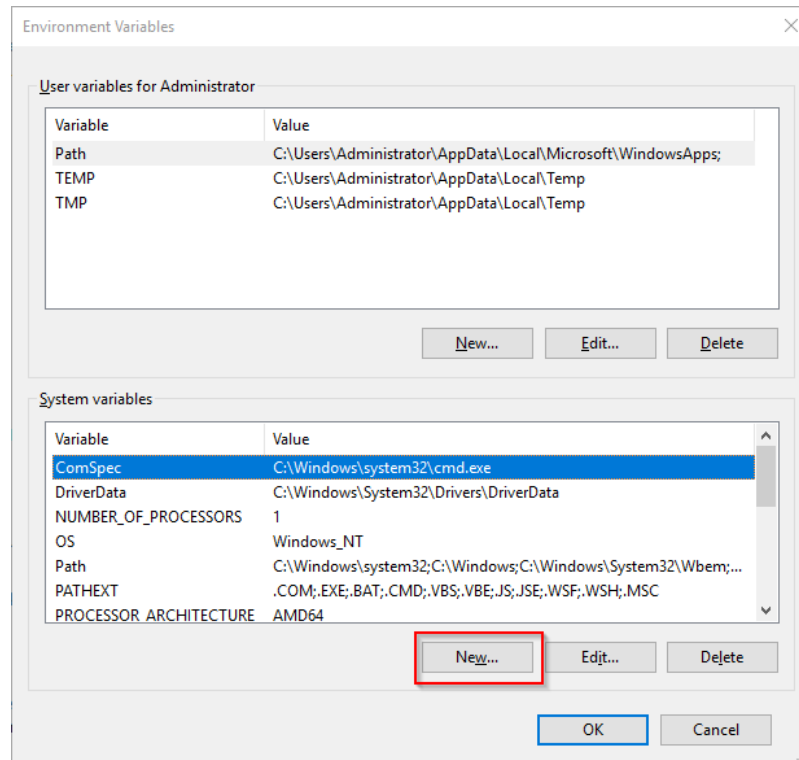 Environment Variables
User variables for Administrator
Variable Value
Path C:\Users\Administrator\AppData\Local\Microsoft\WindowsApps;
TEMP C:\Users\Administrator\AppData\Local\Temp
TMP C:\Users\Administrator\AppData\Local\Temp
New... Edit... Delete
System variables
Variable Value
ComSpec C:\Windows\system32\cmd.exe
DriverData C:\Windows\System32\Drivers\DriverData
NUMBER_OF_PROCESSORS 1
OS Windows_NT
Path C:\Windows\system32;C:\Windows;C:\Windows\System32\Wbem;...
PATHEXT .COM;.EXE;.BAT;.CMD;.VBS;.VBE;.JS;.JSE;.WSF;.WSH;.MSC
PROCESSOR_ARCHITECTURE AMD64
New... Edit... Delete
OK Cancel